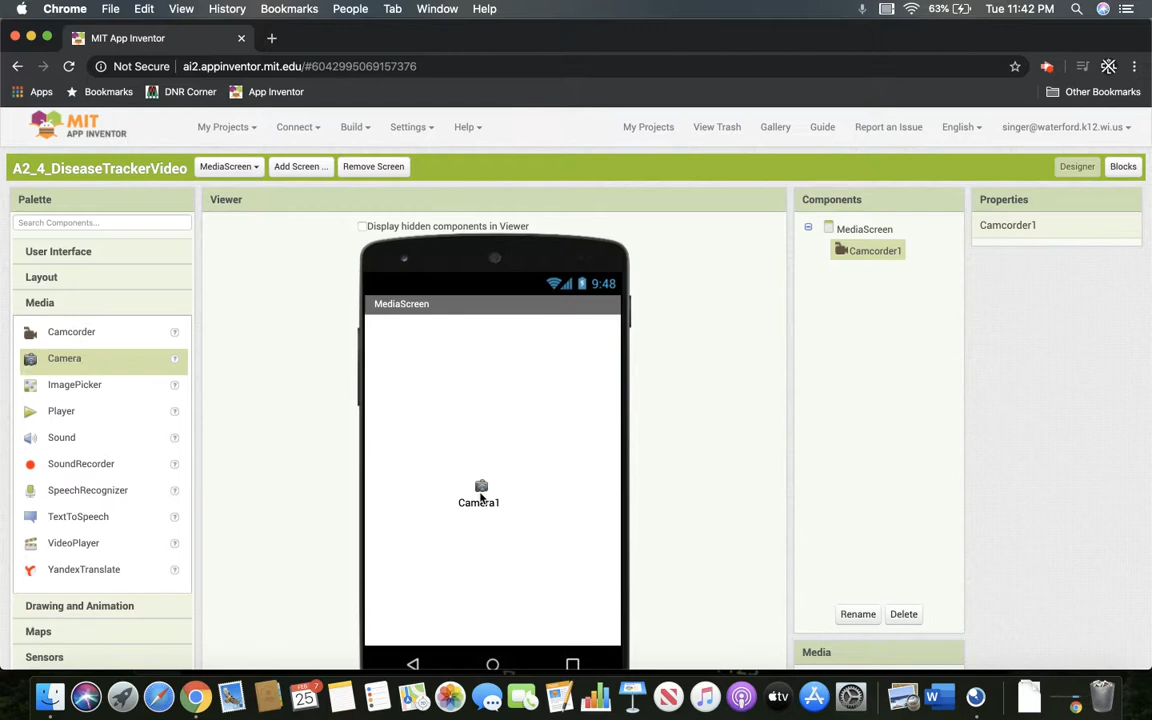 Chrome File Edit View History Bookmarks People Tab Window Help 63% Tue 11:42 PM
MIT App Inventor
Not Secure ai2.appinventor.mit.edu/#6042995069157376
Apps Bookmarks DNR Corner App Inventor Other Bookmarks
MIT APP INVENTOR My Projects Connect Build Settings Help My Projects View Trash Gallery Guide Report an Issue English singer@waterford.k12.wi.us
A2_4_DiseaseTrackerVideo MediaScreen Add Screen ... Remove Screen Designer Blocks
Palette Viewer Components Properties
Search Components... Display hidden components in Viewer MediaScreen Camcorder1
User Interface Camcorder1
Layout 9:48
Media MediaScreen
Camcorder ?
Camera ?
ImagePicker ?
Player ?
Sound ?
SoundRecorder ?
SpeechRecognizer ? Camera1
TextToSpeech ?
VideoPlayer ?
YandexTranslate ?
Drawing and Animation Rename Delete
Maps
Sensors Media
FEB 25 7 tv W